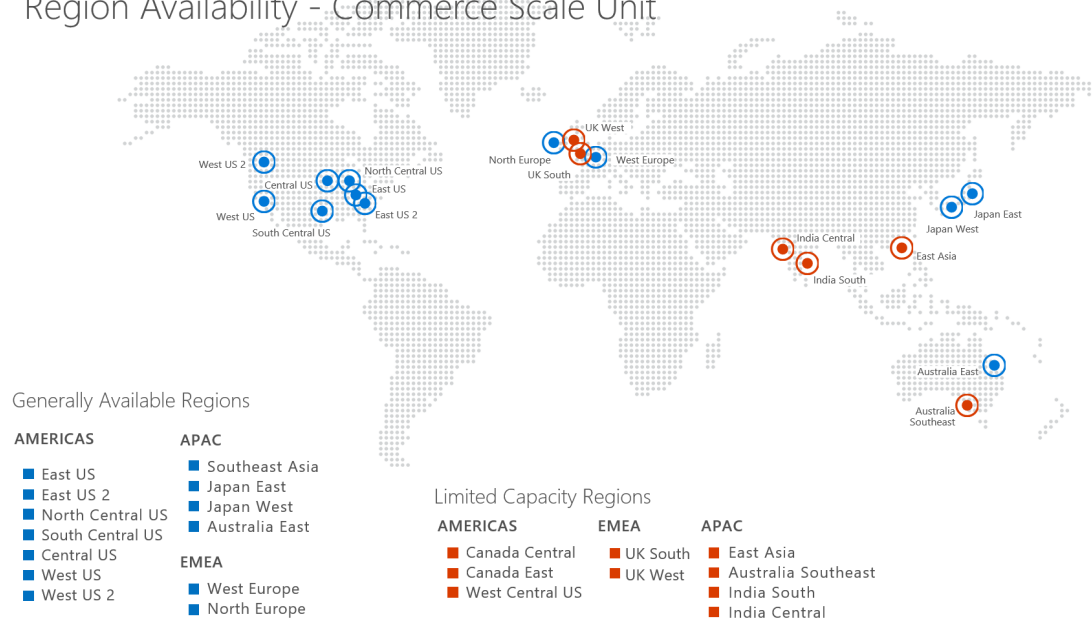 Region Availability - Commerce Scale Unit
UK West
North Europe
West Europe
UK South
West US 2
North Central US
Central US
East US
West US
East US 2
South Central US
Japan East
Japan West
India Central
East Asia
India South
Australia East
Australia
Southeast
Generally Available Regions
AMERICAS
East US
East US 2
North Central US
South Central US
Central US
West US
West US 2
APAC
Southeast Asia
Japan East
Japan West
Australia East
EMEA
West Europe
North Europe
Limited Capacity Regions
AMERICAS
Canada Central
Canada East
West Central US
EMEA
UK South
UK West
APAC
East Asia
Australia Southeast
India South
India Central